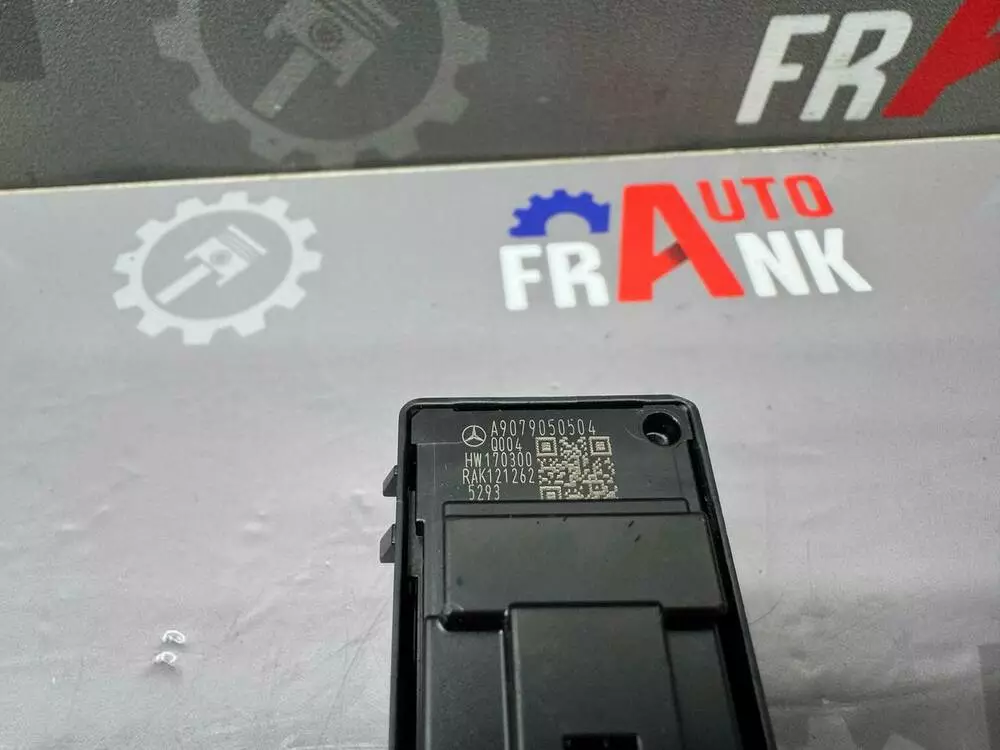 FRA
AUTO
FRANK
A9079050504
Q004
HW170300
RAK121262
5293